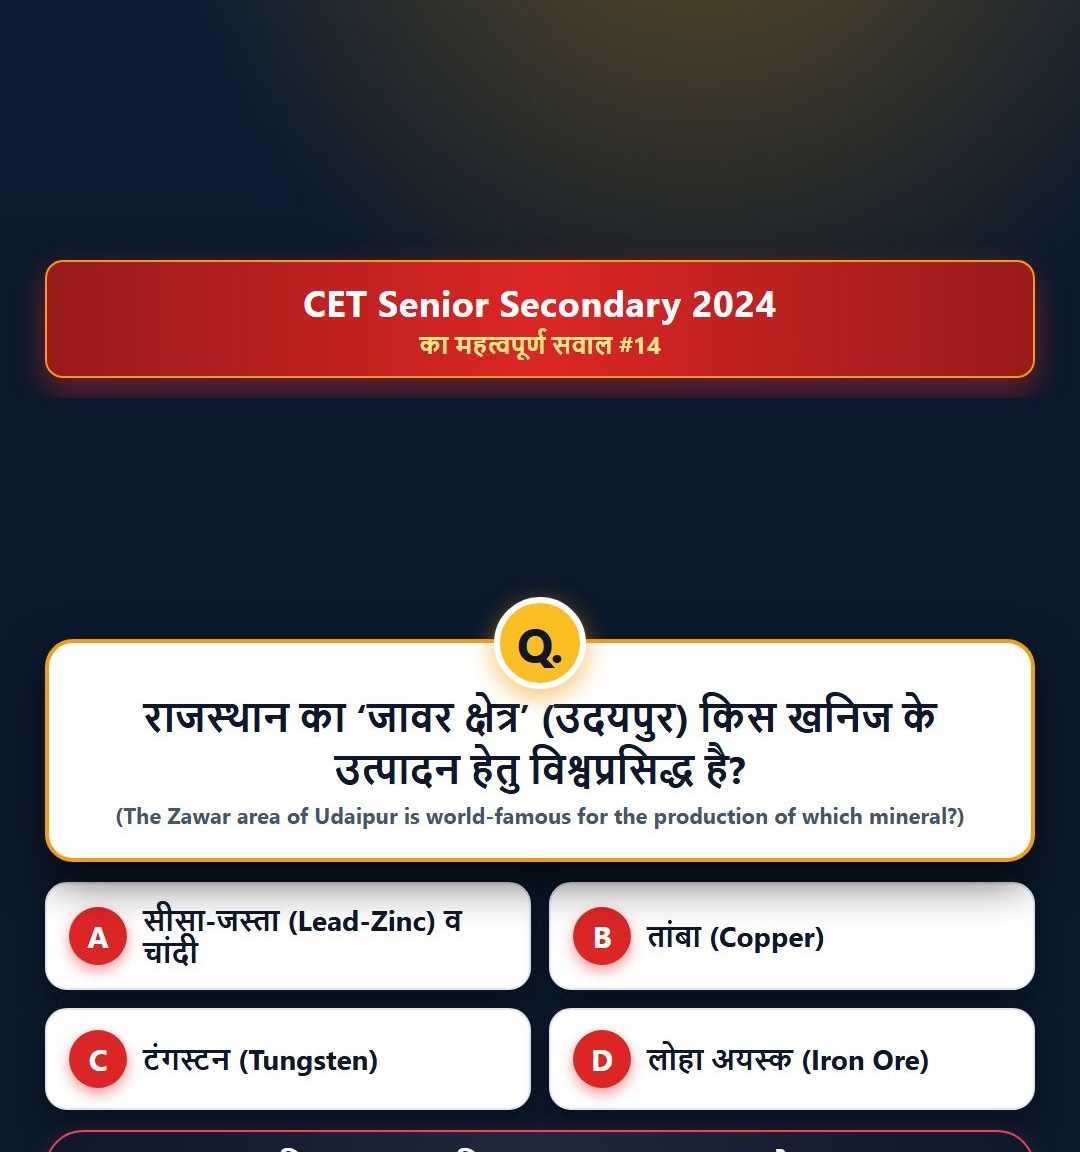 CET Senior Secondary 2024
का महत्वपूर्ण सवाल #14
Q.
राजस्थान का ‘जावर क्षेत्र’ (उदयपुर) किस खनिज के
उत्पादन हेतु विश्वप्रसिद्ध है?
(The Zawar area of Udaipur is world-famous for the production of which mineral?)
A सीसा-जस्ता (Lead-Zinc) व
चांदी
B तांबा (Copper)
C टंगस्टन (Tungsten)
D लोहा अयस्क (Iron Ore)